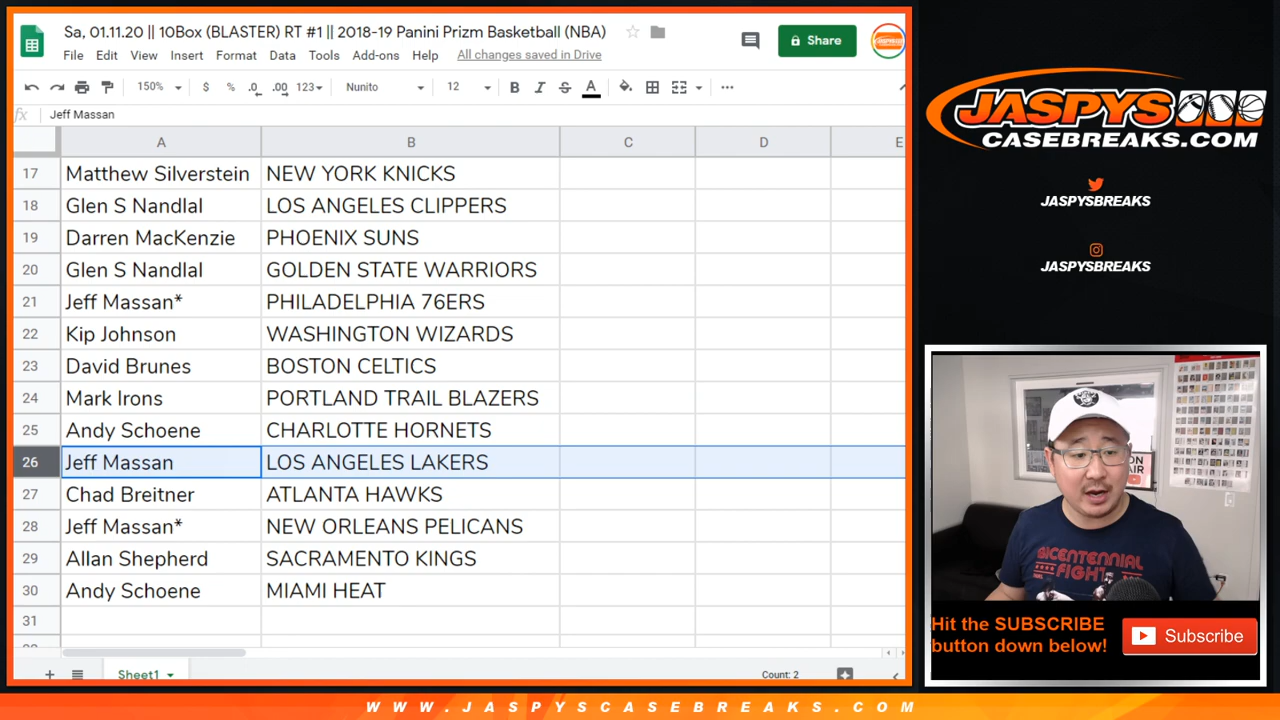 Sa, 01.11.20 || 10Box (BLASTER) RT #1 || 2018-19 Panini Prizm Basketball (NBA)
File Edit View Insert Format Data Tools Add-ons Help All changes saved in Drive
Share
150% $ % .0 .00 123 Nunito 12 B I S A
fx Jeff Massan
A B C D E
17 Matthew Silverstein NEW YORK KNICKS
18 Glen S Nandlal LOS ANGELES CLIPPERS
19 Darren MacKenzie PHOENIX SUNS
20 Glen S Nandlal GOLDEN STATE WARRIORS
21 Jeff Massan* PHILADELPHIA 76ERS
22 Kip Johnson WASHINGTON WIZARDS
23 David Brunes BOSTON CELTICS
24 Mark Irons PORTLAND TRAIL BLAZERS
25 Andy Schoene CHARLOTTE HORNETS
26 Jeff Massan LOS ANGELES LAKERS
27 Chad Breitner ATLANTA HAWKS
28 Jeff Massan* NEW ORLEANS PELICANS
29 Allan Shepherd SACRAMENTO KINGS
30 Andy Schoene MIAMI HEAT
31
Sheet1 Count: 2
JASPYS
CASEBREAKS.COM
JASPYSBREAKS
JASPYSBREAKS
BICENTENNIAL
FIGHT
Hit the SUBSCRIBE
button down below!
Subscribe
WWW.JASPYSCASEBREAKS.COM